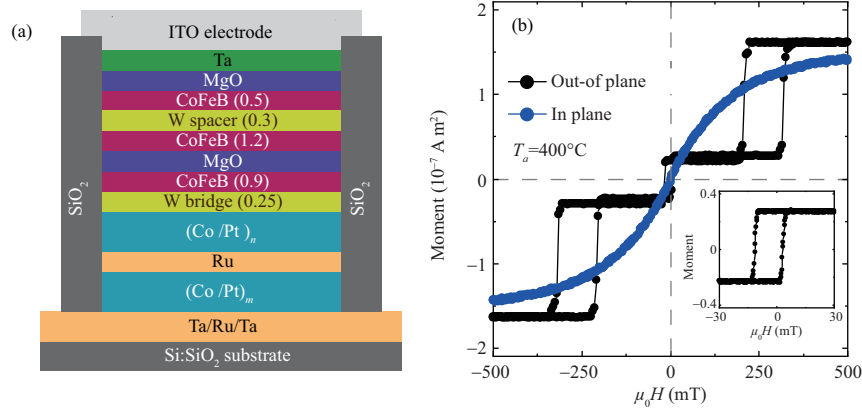 (a)
ITO electrode
Ta
MgO
CoFeB (0.5)
W spacer (0.3)
CoFeB (1.2)
MgO
CoFeB (0.9)
W bridge (0.25)
(Co /Pt )n
Ru
(Co /Pt)m
Ta/Ru/Ta
Si:SiO2 substrate
SiO2
SiO2
(b)
Out-of plane
In plane
Ta=400°C
Moment (10−7 A m2)
2
1
0
−1
−2
−500
−250
0
250
500
μ0H (mT)
Moment
0.4
0
−0.4
−30
0
30
μ0H (mT)